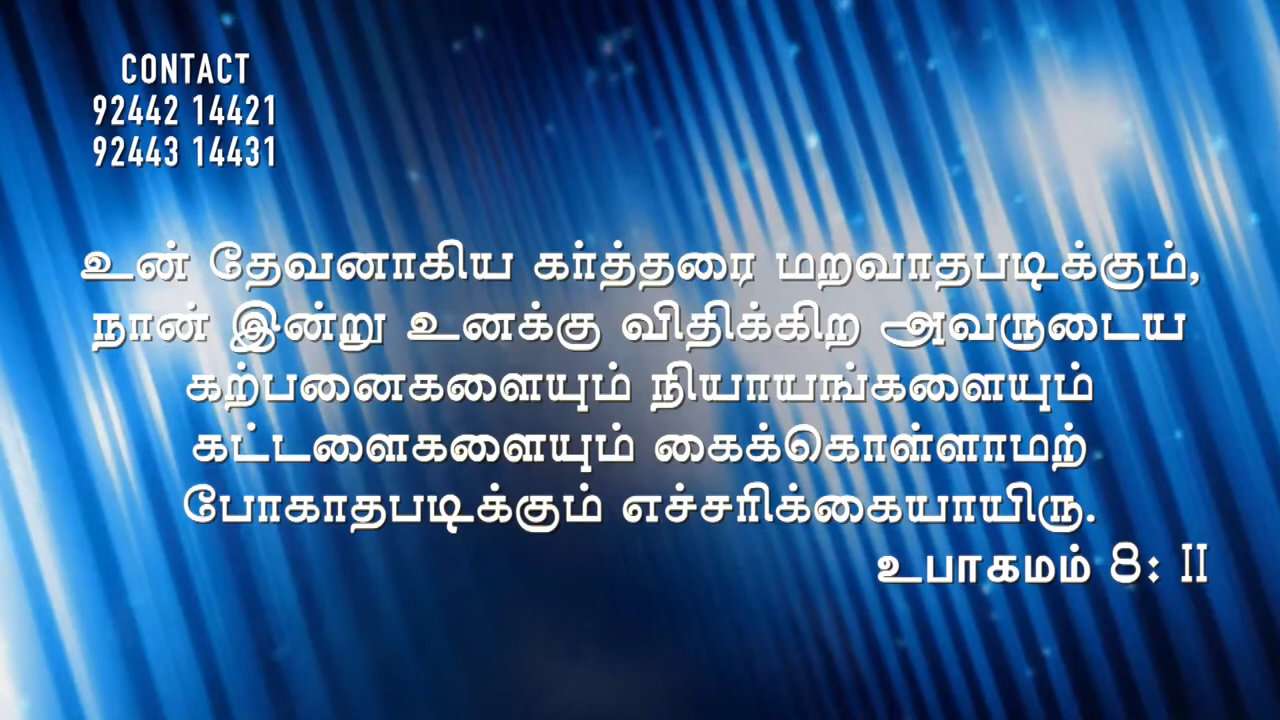 CONTACT
92442 14421
92443 14431
உன் தேவனாகிய கர்த்தரை மறவாதபடிக்கும்,
நான் இன்று உனக்கு விதிக்கிற அவருடைய
கற்பனைகளையும் நியாயங்களையும்
கட்டளைகளையும் கைக்கொள்ளாமற்
போகாதபடிக்கும் எச்சரிக்கையாயிரு.
உபாகமம் 8: 11